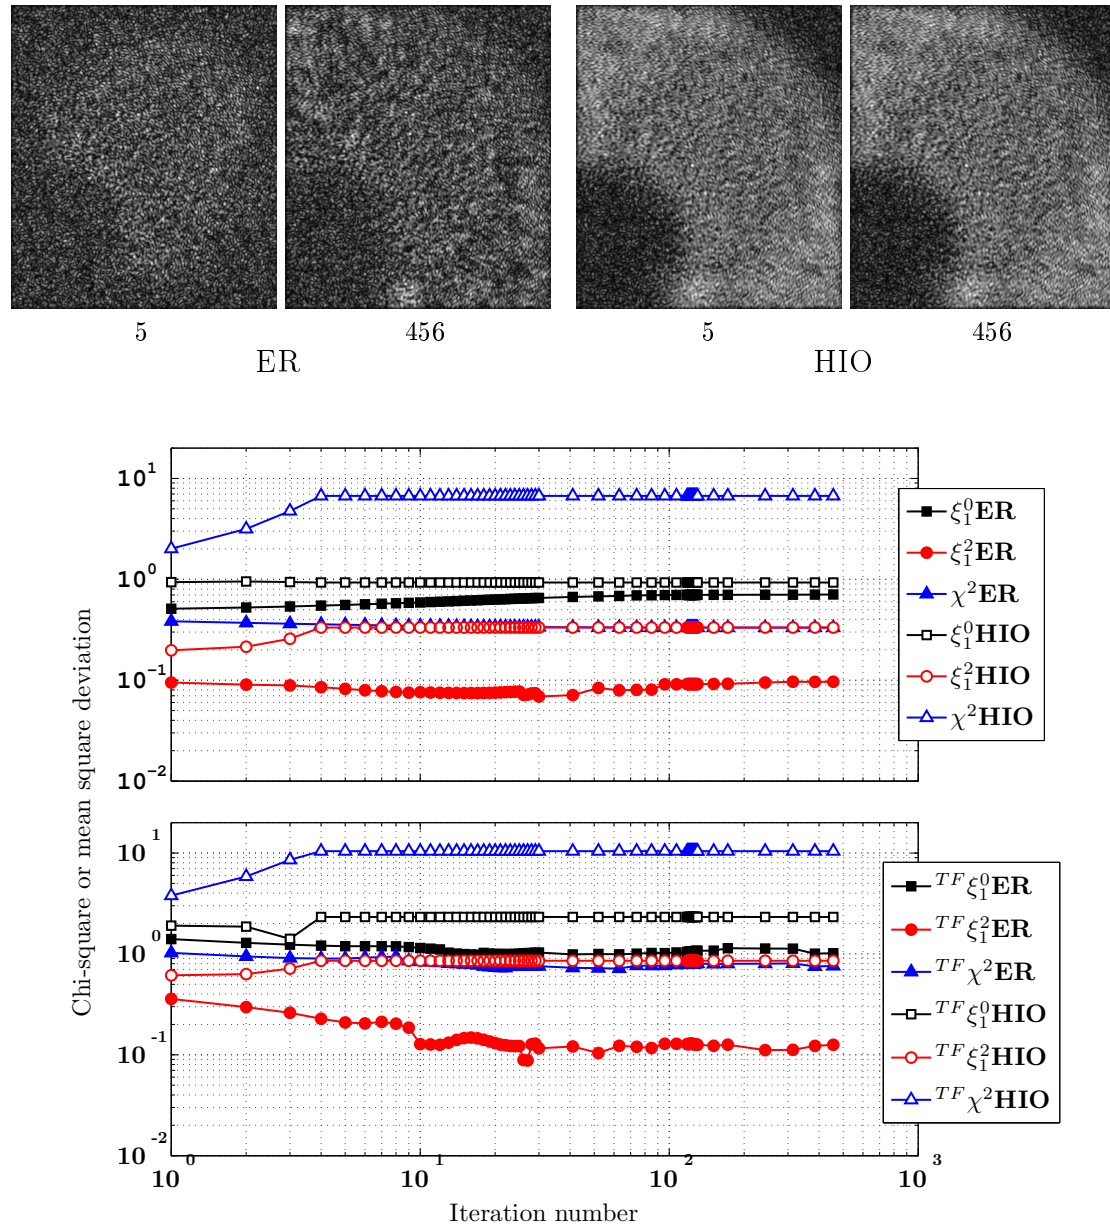 5 456 5 456
ER HIO
10^1
10^0
10^-1
10^-2
ξ_1^0 ER
ξ_1^2 ER
χ^2 ER
ξ_1^0 HIO
ξ_1^2 HIO
χ^2 HIO
Chi-square or mean square deviation
10^1
10^0
10^-1
10^-2
^TF ξ_1^0 ER
^TF ξ_1^2 ER
^TF χ^2 ER
^TF ξ_1^0 HIO
^TF ξ_1^2 HIO
^TF χ^2 HIO
10^0 10^1 10^2 10^3
Iteration number